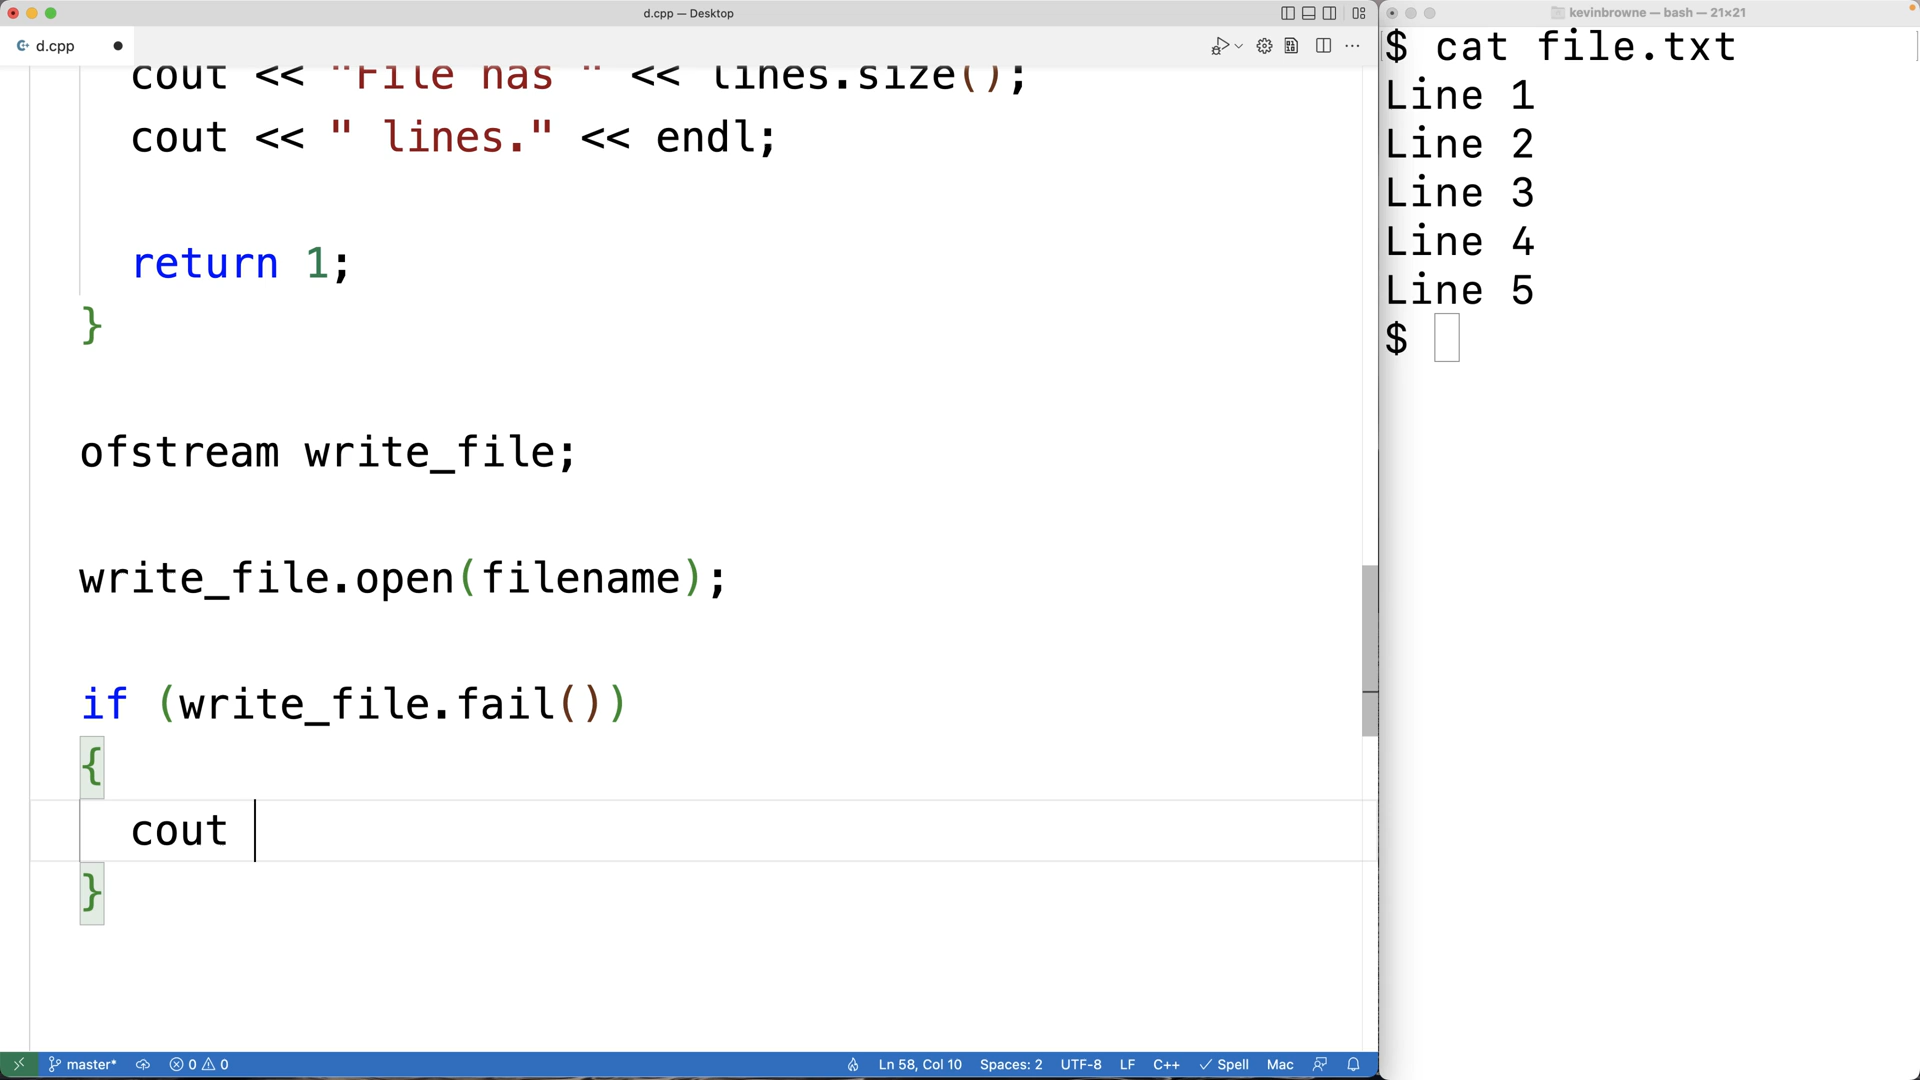 d.cpp — Desktop
d.cpp
cout << "File has " << lines.size();
cout << " lines." << endl;
return 1;
}
ofstream write_file;
write_file.open(filename);
if (write_file.fail())
{
cout
}
master*
0
0
Ln 58, Col 10
Spaces: 2
UTF-8
LF
C++
Spell
Mac
kevinbrowne — bash — 21×21
$ cat file.txt
Line 1
Line 2
Line 3
Line 4
Line 5
$